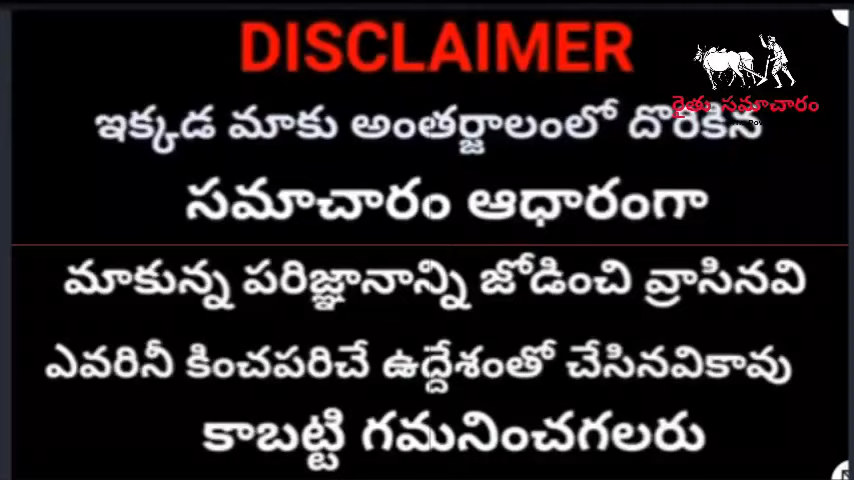 DISCLAIMER
రైతు సమాచారం
ఇక్కడ మాకు అంతర్జాలంలో దొరికిన
సమాచారం ఆధారంగా
మాకున్న పరిజ్ఞానాన్ని జోడించి వ్రాసినవి
ఎవరినీ కించపరిచే ఉద్దేశంతో చేసినవికావు
కాబట్టి గమనించగలరు